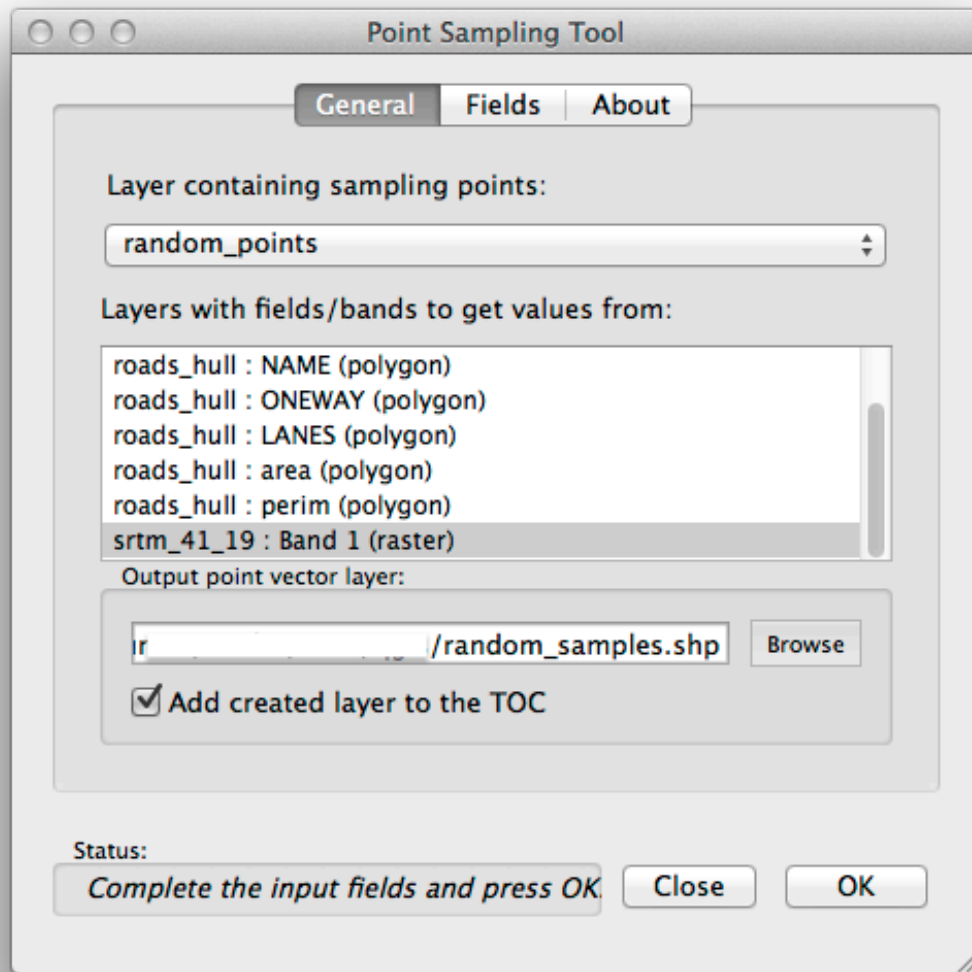 Point Sampling Tool
General Fields About
Layer containing sampling points:
random_points
Layers with fields/bands to get values from:
roads_hull : NAME (polygon)
roads_hull : ONEWAY (polygon)
roads_hull : LANES (polygon)
roads_hull : area (polygon)
roads_hull : perim (polygon)
srtm_41_19 : Band 1 (raster)
Output point vector layer:
/random_samples.shp Browse
Add created layer to the TOC
Status:
Complete the input fields and press OK. Close OK